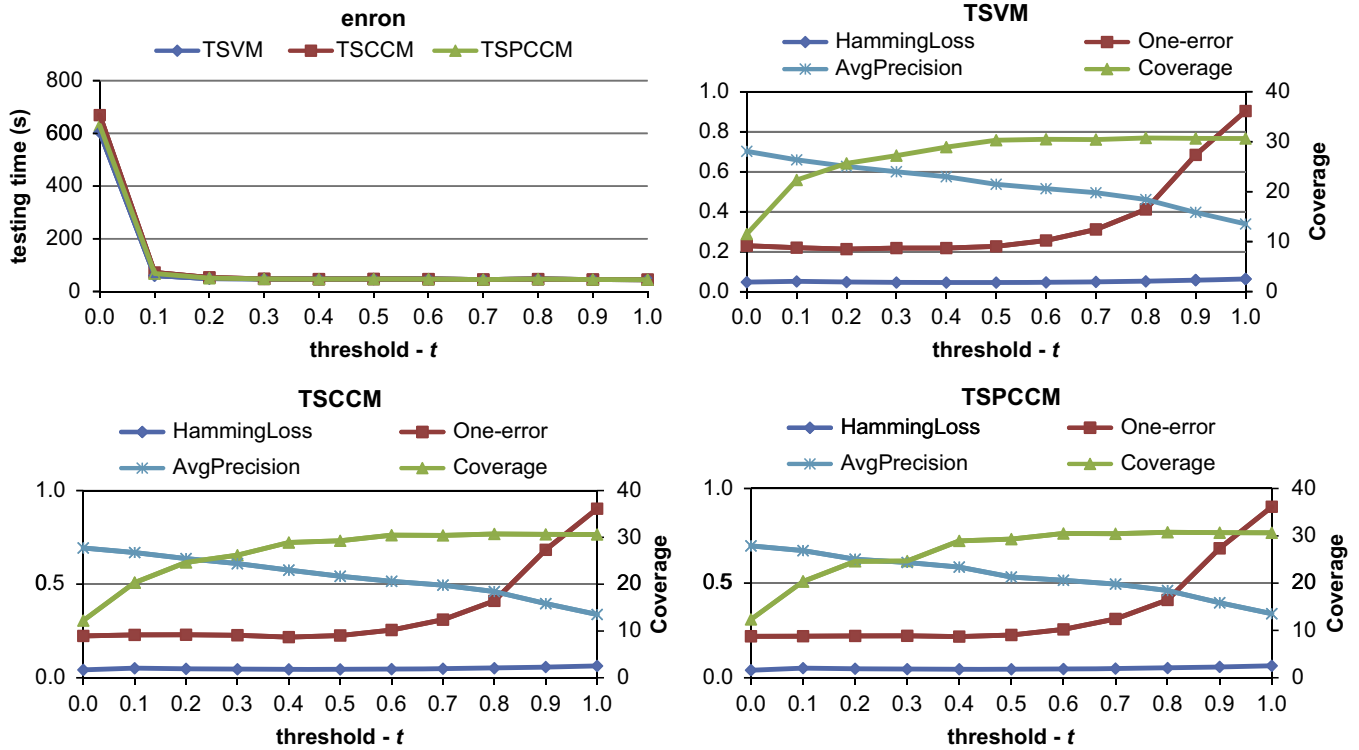 enron
TSVM TSCCM TSPCCM
800
600
400
200
0
testing time (s)
0.0 0.1 0.2 0.3 0.4 0.5 0.6 0.7 0.8 0.9 1.0
threshold - t
TSVM
HammingLoss One-error
AvgPrecision Coverage
1.0
0.8
0.6
0.4
0.2
0.0
40
30
20
10
0
Coverage
0.0 0.1 0.2 0.3 0.4 0.5 0.6 0.7 0.8 0.9 1.0
threshold - t
TSCCM
HammingLoss One-error
AvgPrecision Coverage
1.0
0.5
0.0
40
30
20
10
0
Coverage
0.0 0.1 0.2 0.3 0.4 0.5 0.6 0.7 0.8 0.9 1.0
threshold - t
TSPCCM
HammingLoss One-error
AvgPrecision Coverage
1.0
0.5
0.0
40
30
20
10
0
Coverage
0.0 0.1 0.2 0.3 0.4 0.5 0.6 0.7 0.8 0.9 1.0
threshold - t